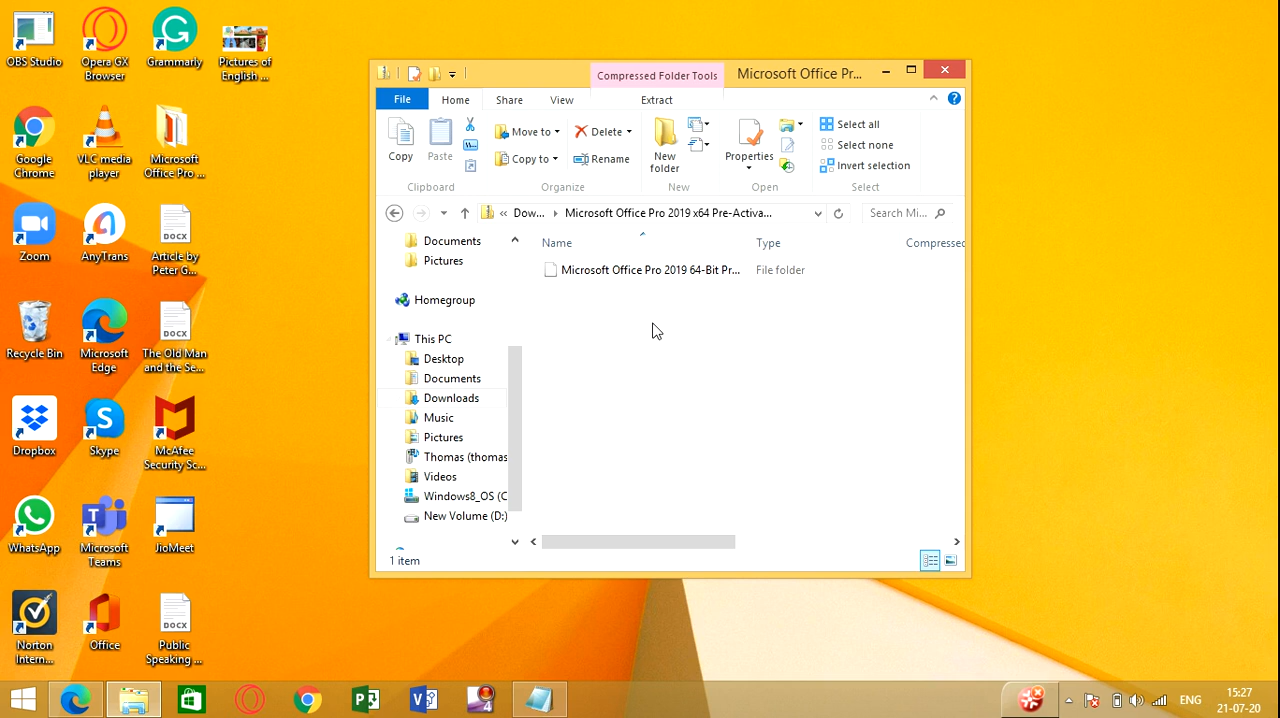 OBS Studio
Opera GX
Browser
Grammarly
Pictures of
English ...
Google
Chrome
VLC media
player
Microsoft
Office Pro ...
Zoom
AnyTrans
DOCX
Article by
Peter G...
Recycle Bin
Microsoft
Edge
DOCX
The Old Man
and the Se...
Dropbox
Skype
McAfee
Security Sc...
WhatsApp
Microsoft
Teams
JioMeet
Norton
Intern...
Office
DOCX
Public
Speaking ...
Compressed Folder Tools
Microsoft Office Pr...
File
Home
Share
View
Extract
Copy
Paste
Clipboard
Move to
Copy to
Delete
Rename
Organize
New
folder
New
Properties
Open
Select all
Select none
Invert selection
Select
« Dow... Microsoft Office Pro 2019 x64 Pre-Activa...
Search Mi...
Documents
Pictures
Homegroup
This PC
Desktop
Documents
Downloads
Music
Pictures
Thomas (thomas
Videos
Windows8_OS (C
New Volume (D:)
Name
Type
Compressed
Microsoft Office Pro 2019 64-Bit Pr...
File folder
1 item
ENG
15:27
21-07-20